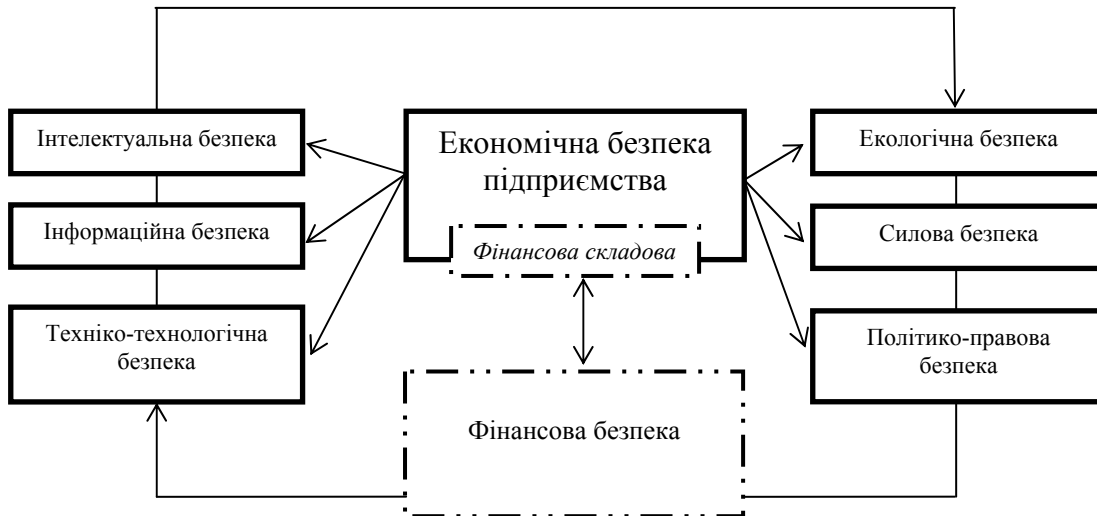 Інтелектуальна безпека
Інформаційна безпека
Техніко-технологічна
безпека
Економічна безпека
підприємства
Фінансова складова
Фінансова безпека
Екологічна безпека
Силова безпека
Політико-правова
безпека